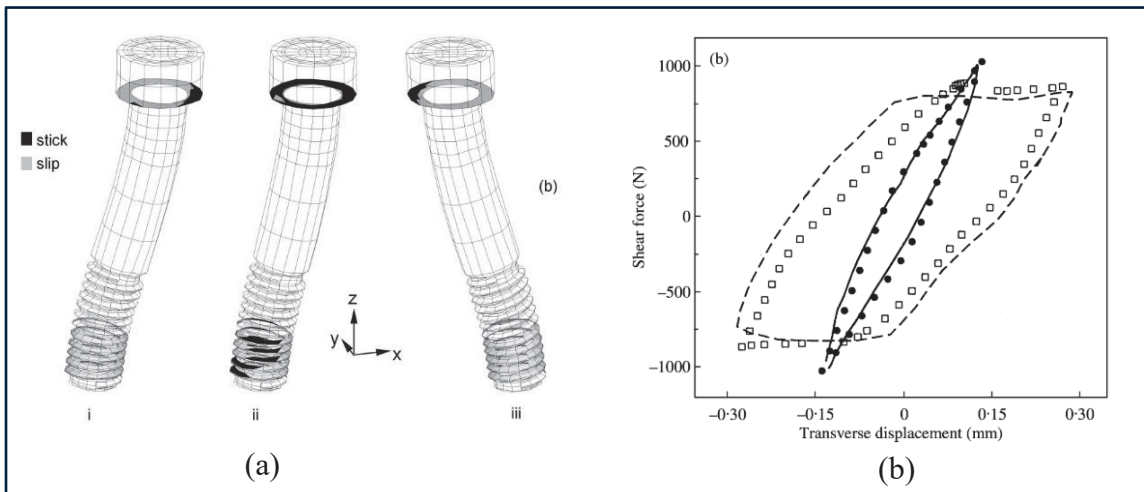 stick
slip
(b)
z
y
x
i
ii
iii
(a)
(b)
1000
500
0
−500
−1000
Shear force (N)
−0·30
−0·15
0
0·15
0·30
Transverse displacement (mm)
(b)